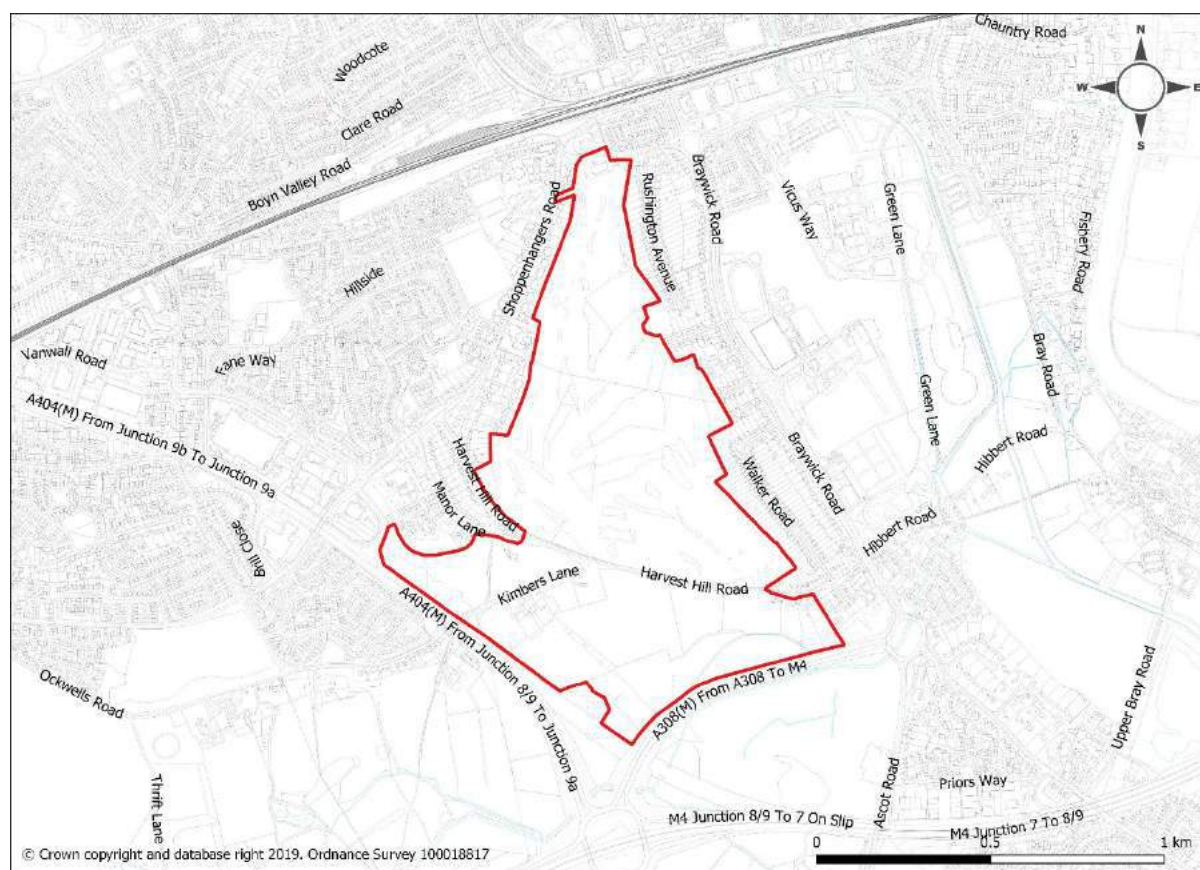 Chauntry Road
N
W
E
S
Woodcote
Clare Road
Boyn Valley Road
Shoppenhangers Road
Rushington Avenue
Braywick Road
Vicus Way
Green Lane
Fishery Road
Hillside
Vanwall Road
Fane Way
A404(M) From Junction 9b To Junction 9a
Green Lane
Bray Road
Hibbert Road
Harvest Hill Road
Manor Lane
Walker Road
Braywick Road
Hibbert Road
Brill Close
Kimbers Lane
Harvest Hill Road
A404(M) From Junction 8/9 To Junction 9a
A308(M) From A308 To M4
Ockwells Road
Upper Bray Road
Thrift Lane
Ascot Road
Priors Way
M4 Junction 8/9 To 7 On Slip
M4 Junction 7 To 8/9
0
0.5
1 km
© Crown copyright and database right 2019. Ordnance Survey 100018817